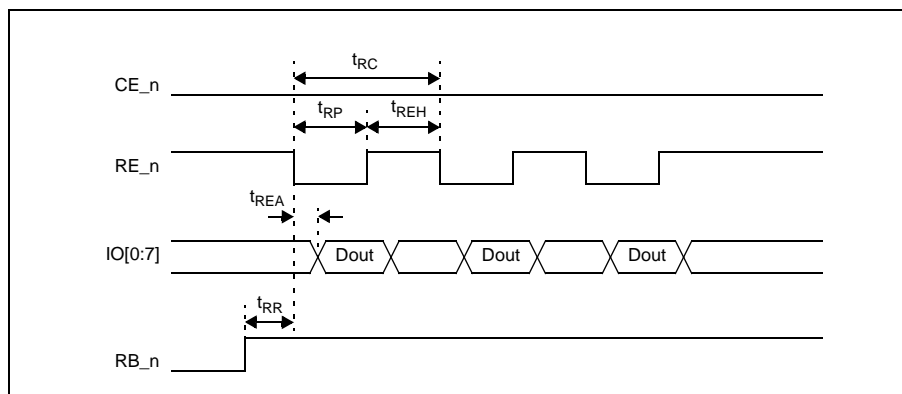 tRC
CE_n
tRP
tREH
RE_n
tREA
IO[0:7]
Dout
Dout
Dout
tRR
RB_n